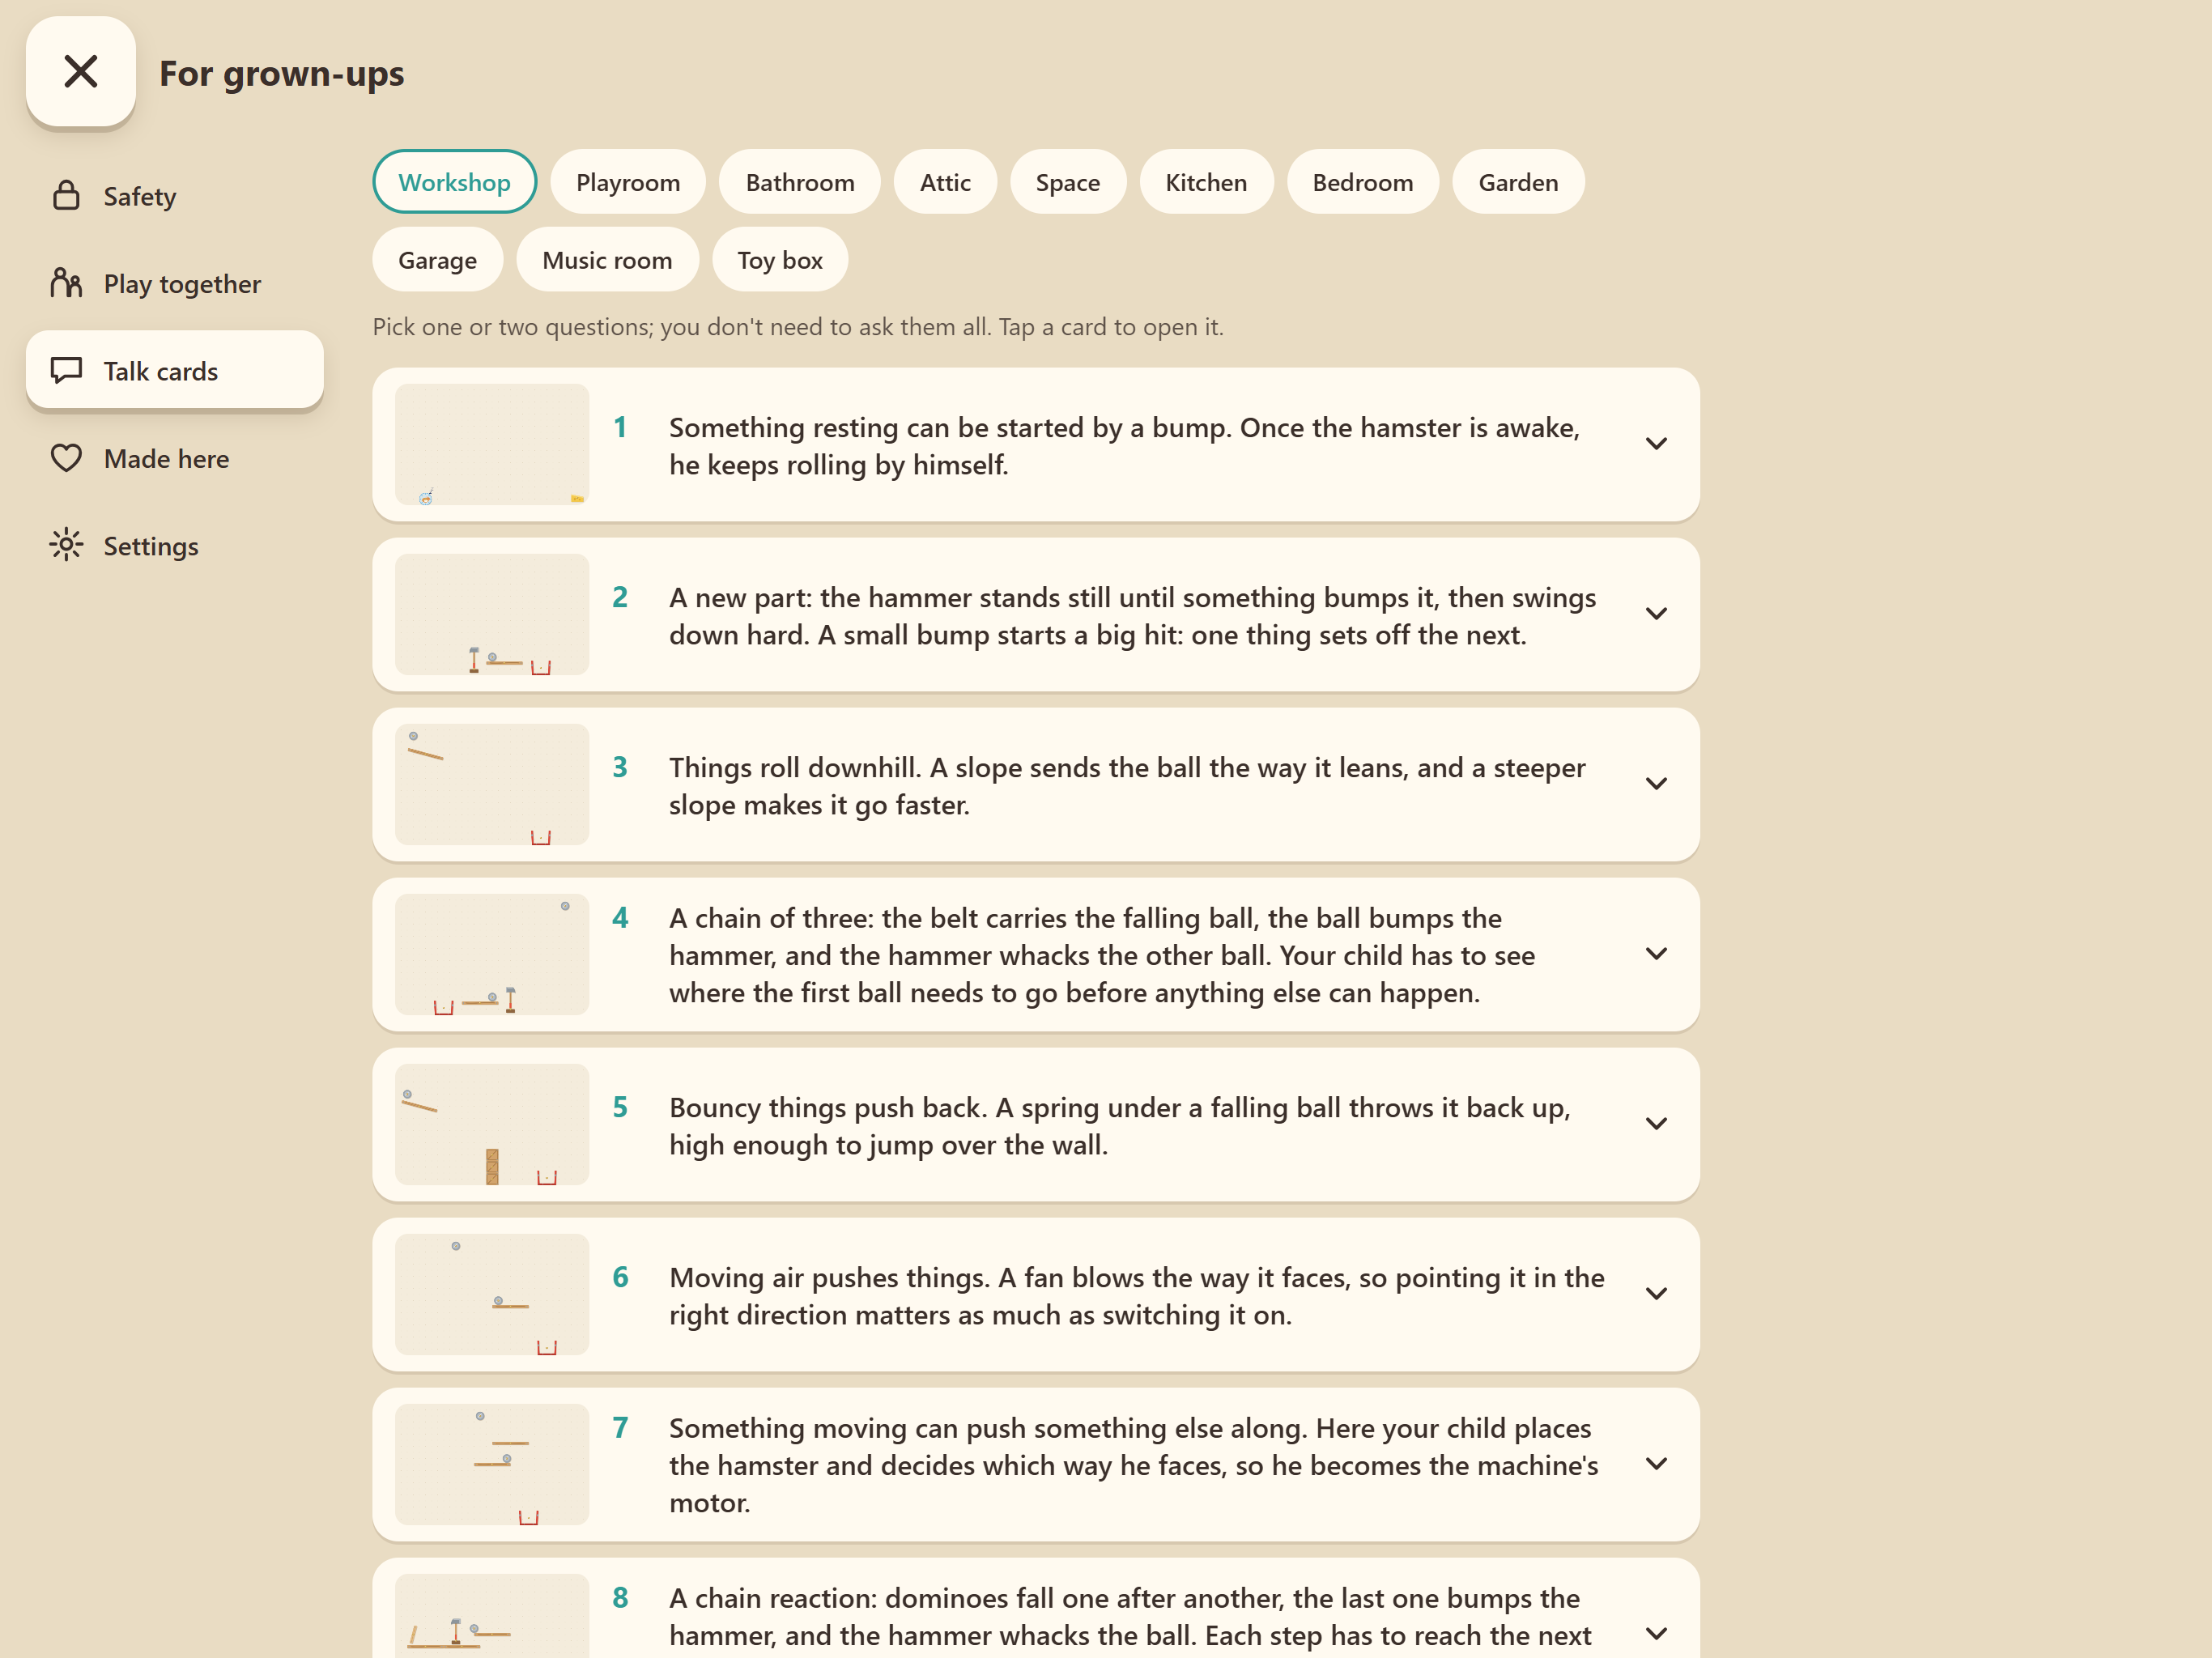 For grown-ups
Safety
Play together
Talk cards
Made here
Settings
Workshop
Playroom
Bathroom
Attic
Space
Kitchen
Bedroom
Garden
Garage
Music room
Toy box
Pick one or two questions; you don't need to ask them all. Tap a card to open it.
1
Something resting can be started by a bump. Once the hamster is awake,
he keeps rolling by himself.
2
A new part: the hammer stands still until something bumps it, then swings
down hard. A small bump starts a big hit: one thing sets off the next.
3
Things roll downhill. A slope sends the ball the way it leans, and a steeper
slope makes it go faster.
4
A chain of three: the belt carries the falling ball, the ball bumps the
hammer, and the hammer whacks the other ball. Your child has to see
where the first ball needs to go before anything else can happen.
5
Bouncy things push back. A spring under a falling ball throws it back up,
high enough to jump over the wall.
6
Moving air pushes things. A fan blows the way it faces, so pointing it in the
right direction matters as much as switching it on.
7
Something moving can push something else along. Here your child places
the hamster and decides which way he faces, so he becomes the machine's
motor.
8
A chain reaction: dominoes fall one after another, the last one bumps the
hammer, and the hammer whacks the ball. Each step has to reach the next